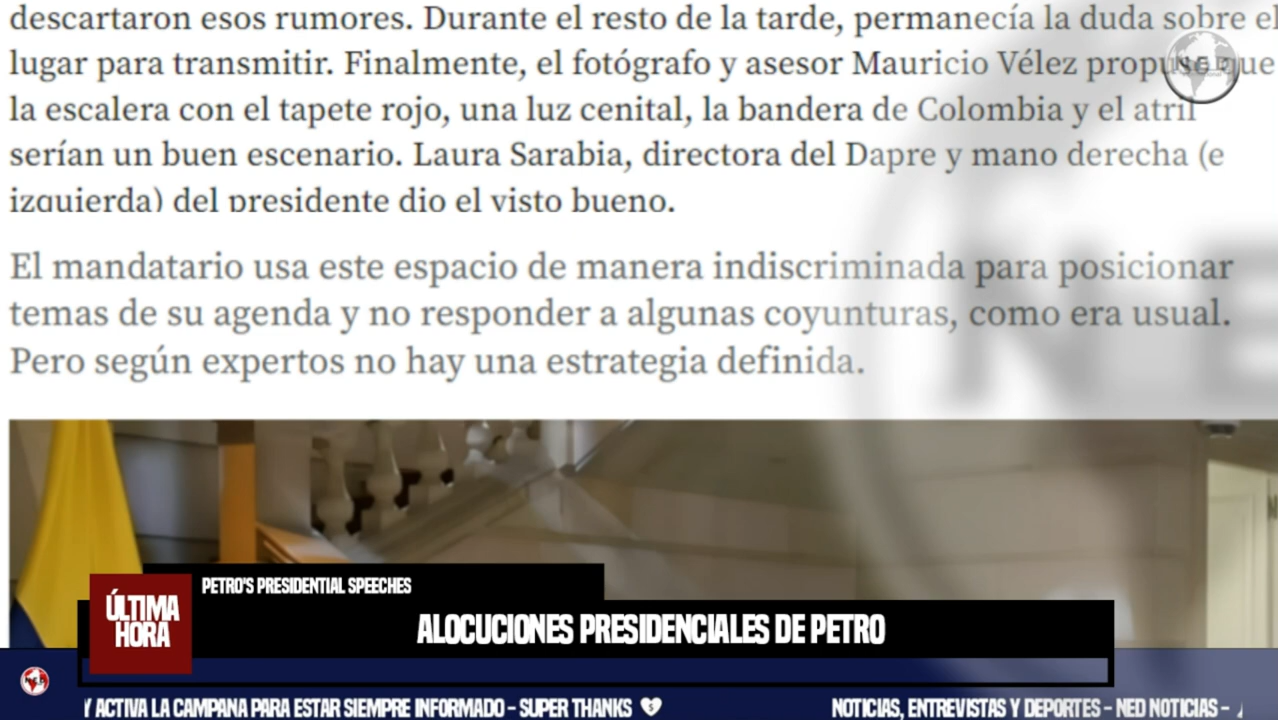 descartaron esos rumores. Durante el resto de la tarde, permanecía la duda sobre el
lugar para transmitir. Finalmente, el fotógrafo y asesor Mauricio Vélez propuso que
la escalera con el tapete rojo, una luz cenital, la bandera de Colombia y el atril
serían un buen escenario. Laura Sarabia, directora del Dapre y mano derecha (e
izquierda) del presidente dio el visto bueno.
El mandatario usa este espacio de manera indiscriminada para posicionar
temas de su agenda y no responder a algunas coyunturas, como era usual.
Pero según expertos no hay una estrategia definida.
PETRO'S PRESIDENTIAL SPEECHES
ÚLTIMA
HORA
ALOCUCIONES PRESIDENCIALES DE PETRO
Y ACTIVA LA CAMPANA PARA ESTAR SIEMPRE INFORMADO - SUPER THANKS
NOTICIAS, ENTREVISTAS Y DEPORTES - NED NOTICIAS -